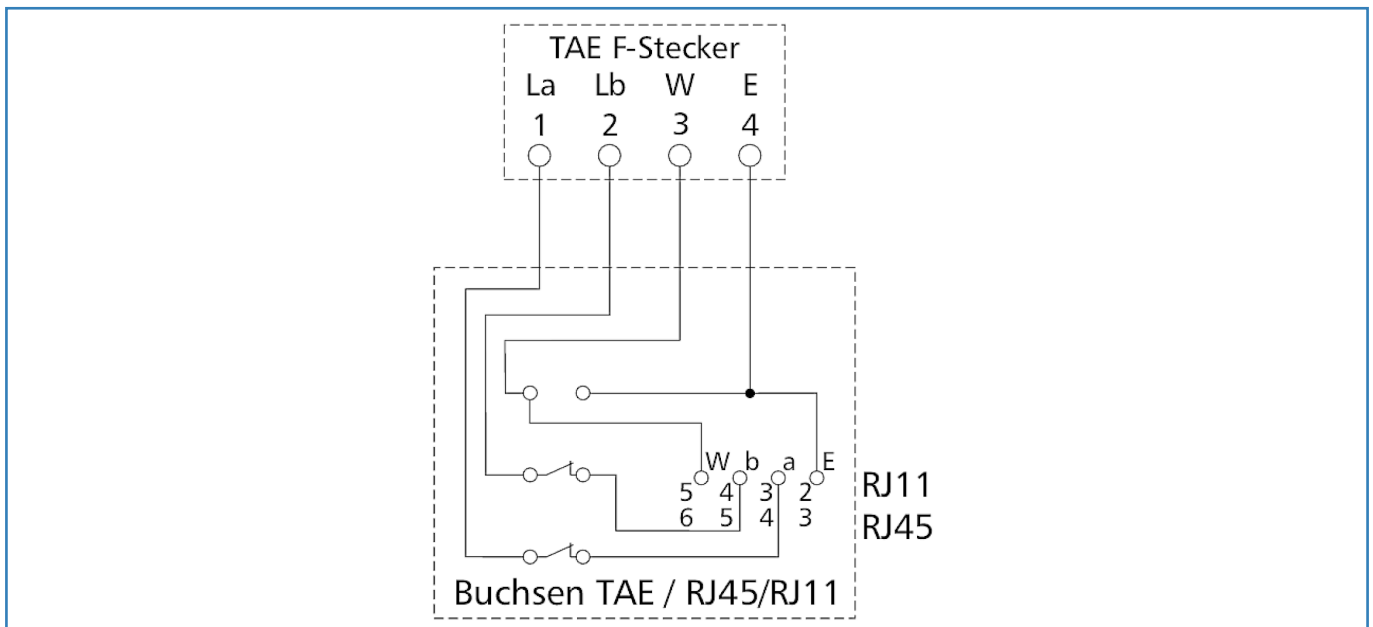 TAE F-Stecker
La Lb W E
1 2 3 4
W b a E
5 4 3 2 RJ11
6 5 4 3 RJ45
Buchsen TAE / RJ45/RJ11